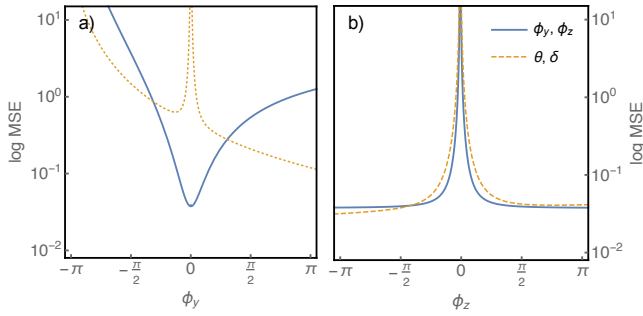 a)
b)
10¹
10⁰
10⁻¹
10⁻²
log MSE
−π
−π/2
0
π/2
π
ϕy
ϕy, ϕz
θ, δ
10¹
10⁰
10⁻¹
10⁻²
log MSE
−π
−π/2
0
π/2
π
ϕz